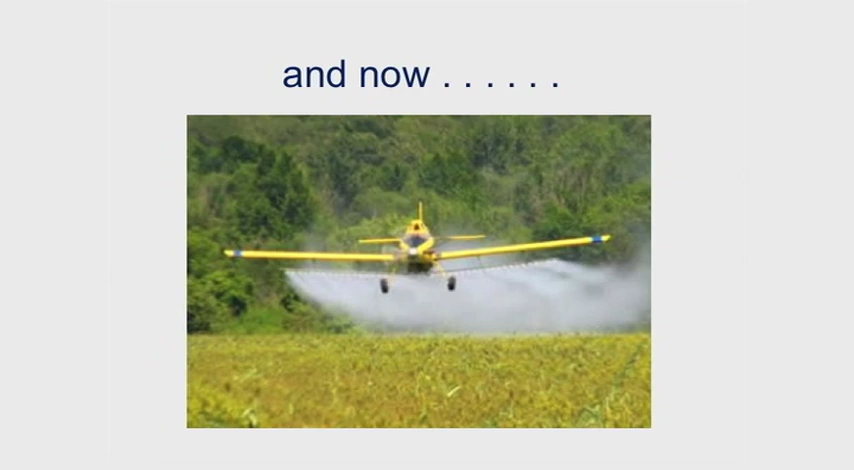 and now . . . . . .